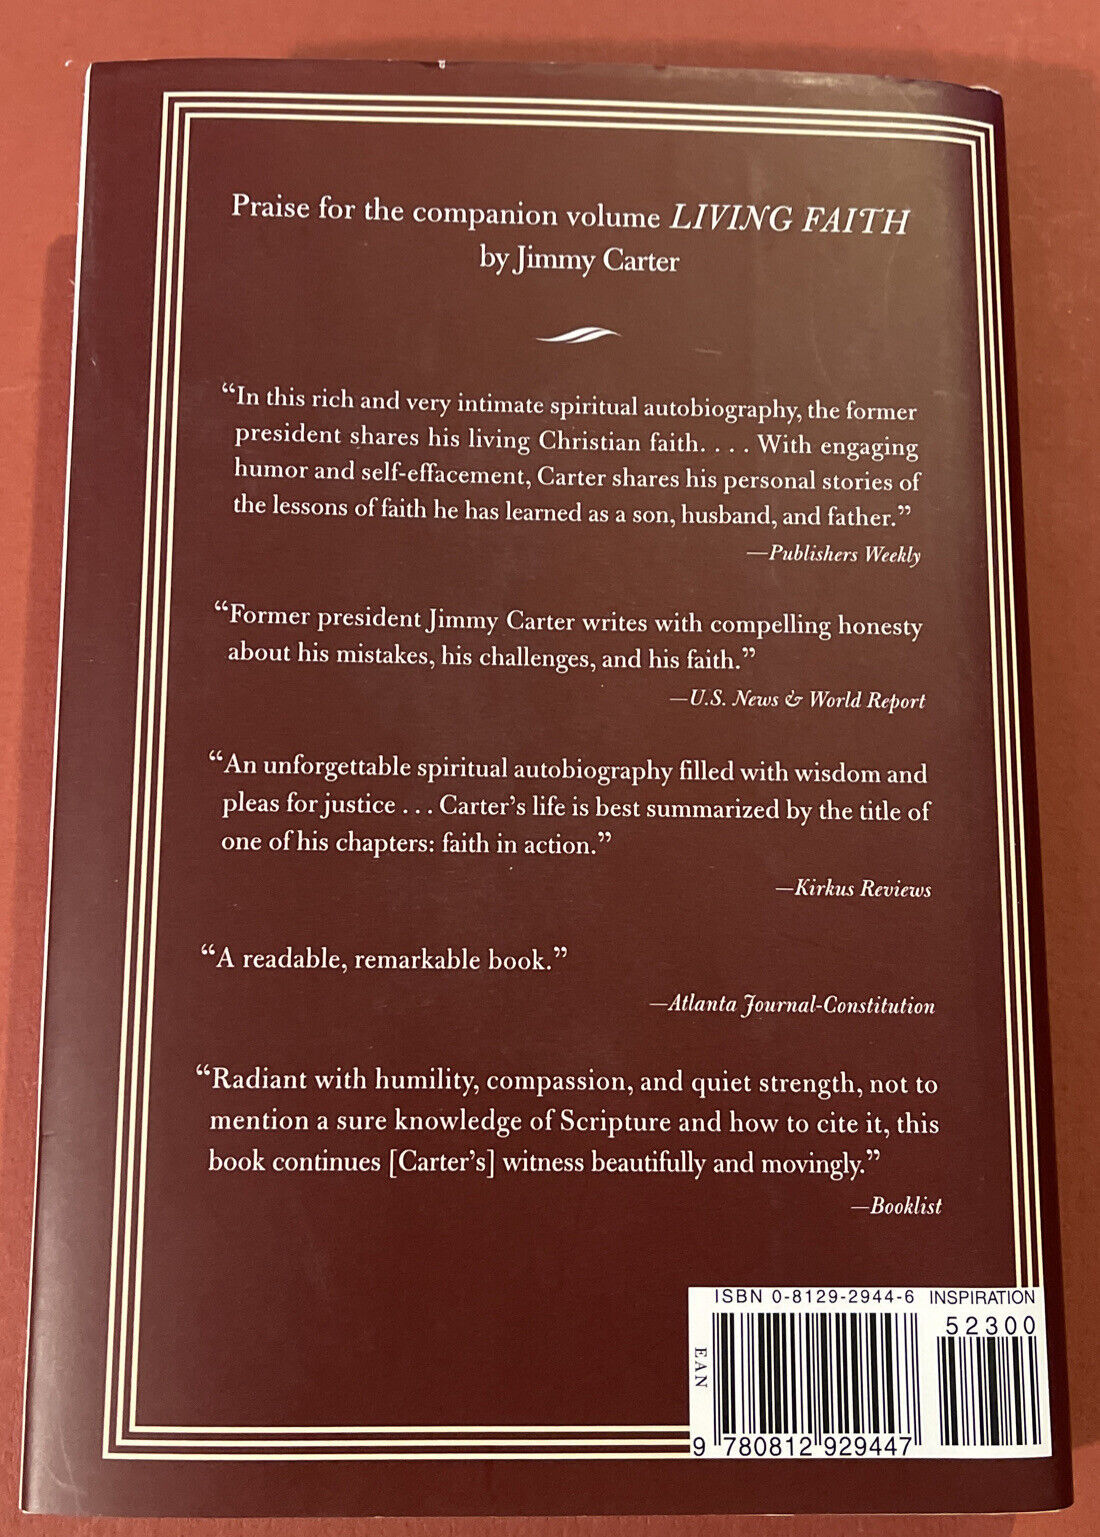 Praise for the companion volume LIVING FAITH
by Jimmy Carter
“In this rich and very intimate spiritual autobiography, the former
president shares his living Christian faith. . . . With engaging
humor and self-effacement, Carter shares his personal stories of
the lessons of faith he has learned as a son, husband, and father.”
—Publishers Weekly
“Former president Jimmy Carter writes with compelling honesty
about his mistakes, his challenges, and his faith.”
—U.S. News & World Report
“An unforgettable spiritual autobiography filled with wisdom and
pleas for justice . . . Carter’s life is best summarized by the title of
one of his chapters: faith in action.”
—Kirkus Reviews
“A readable, remarkable book.”
—Atlanta Journal-Constitution
“Radiant with humility, compassion, and quiet strength, not to
mention a sure knowledge of Scripture and how to cite it, this
book continues [Carter’s] witness beautifully and movingly.”
—Booklist
ISBN 0-8129-2944-6 INSPIRATION
52300
EAN
9 780812 929447